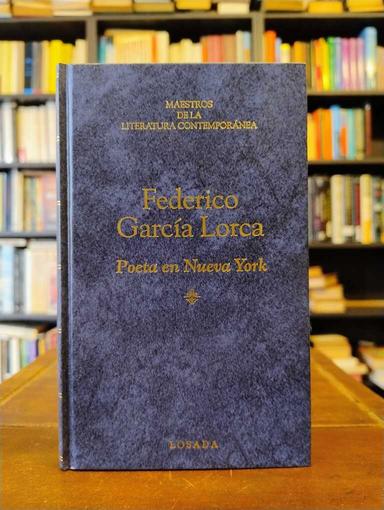 MAESTROS
DE LA
LITERATURA CONTEMPORÁNEA
Federico
García Lorca
Poeta en Nueva York
LOSADA